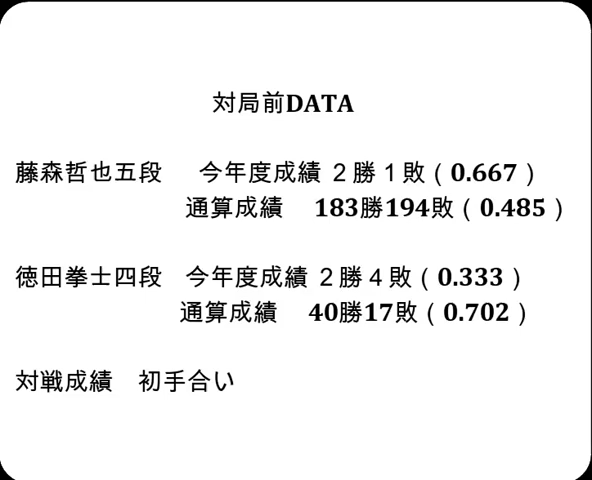 対局前DATA
藤森哲也五段　今年度成績 ２勝１敗（0.667）
通算成績　183勝194敗（0.485）
徳田拳士四段　今年度成績 ２勝４敗（0.333）
通算成績　40勝17敗（0.702）
対戦成績　初手合い